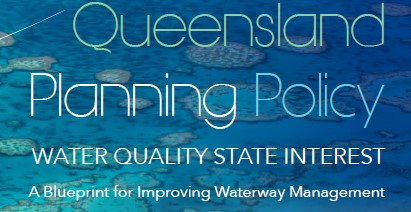 Queensland
Planning Policy
WATER QUALITY STATE INTEREST
A Blueprint for Improving Waterway Management